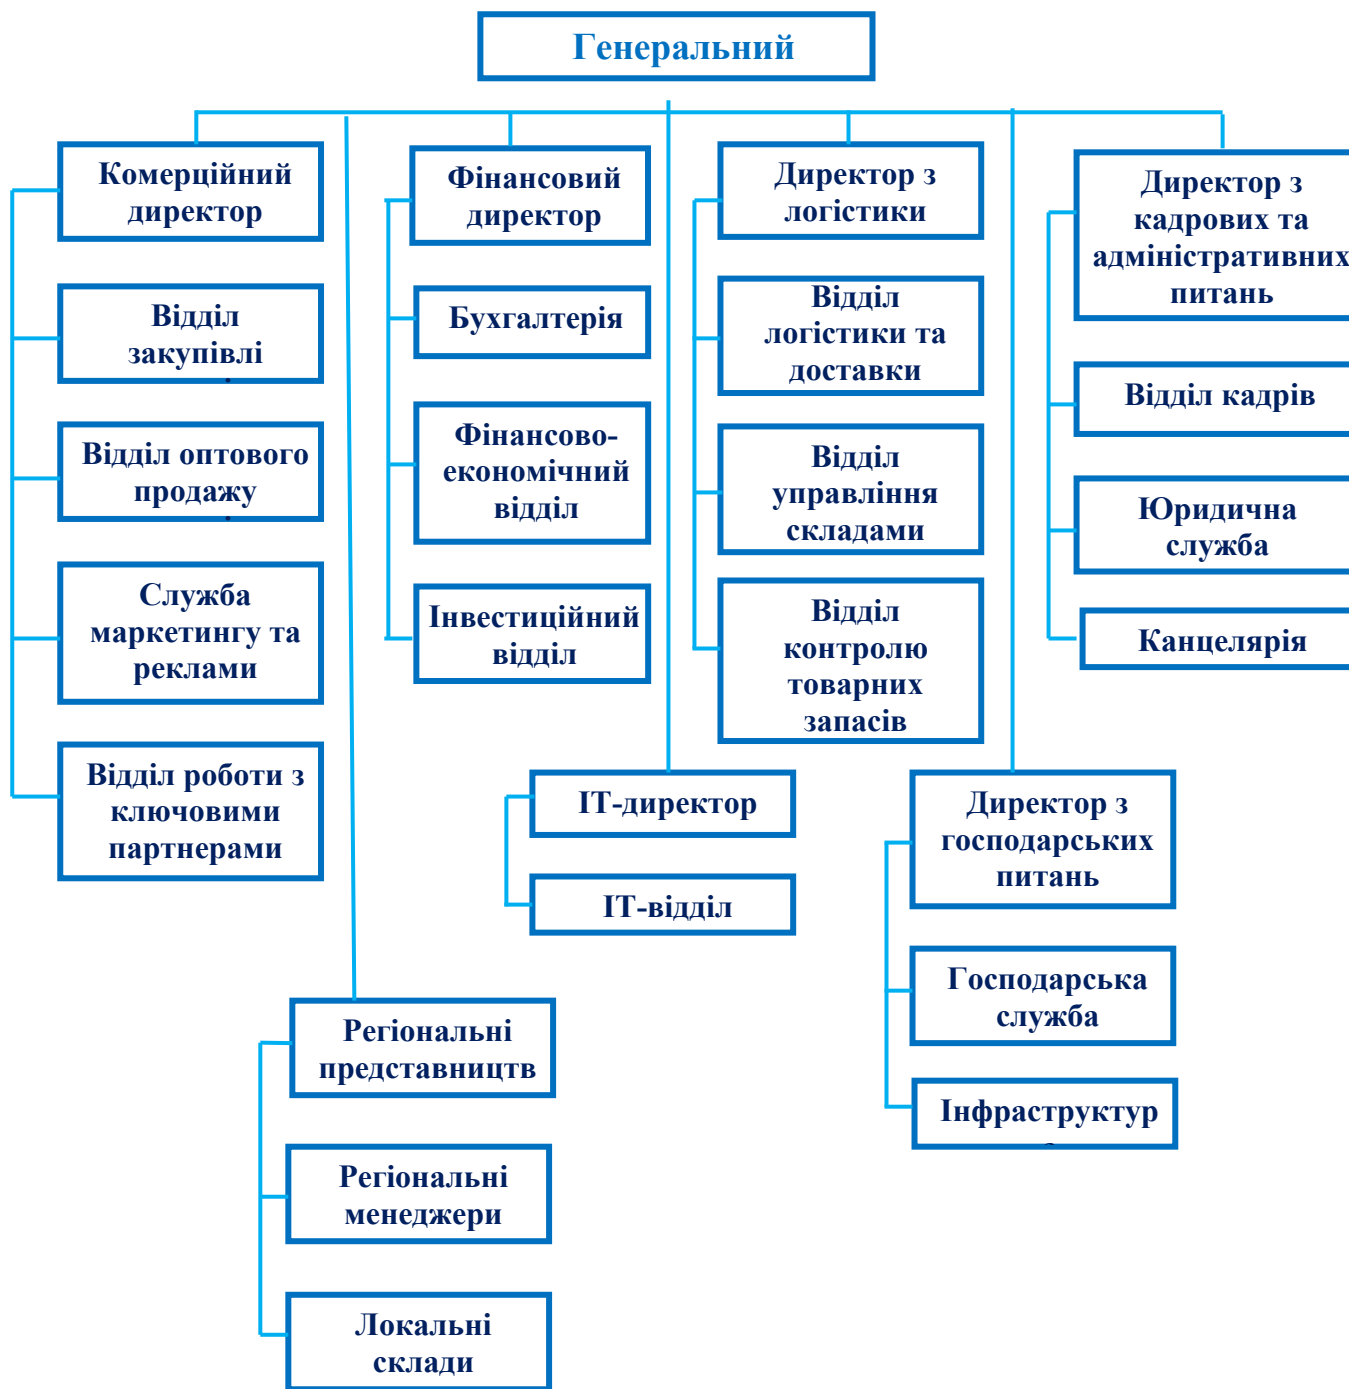 Генеральний
Комерційний
директор
Відділ
закупівлі
Відділ оптового
продажу
Служба
маркетингу та
реклами
Відділ роботи з
ключовими
партнерами
Фінансовий
директор
Бухгалтерія
Фінансово-
економічний
відділ
Інвестиційний
відділ
Директор з
логістики
Відділ
логістики та
доставки
Відділ
управління
складами
Відділ
контролю
товарних
запасів
Директор з
кадрових та
адміністративних
питань
Відділ кадрів
Юридична
служба
Канцелярія
ІТ-директор
ІТ-відділ
Директор з
господарських
питань
Господарська
служба
Інфраструктур
Регіональні
представництв
Регіональні
менеджери
Локальні
склади